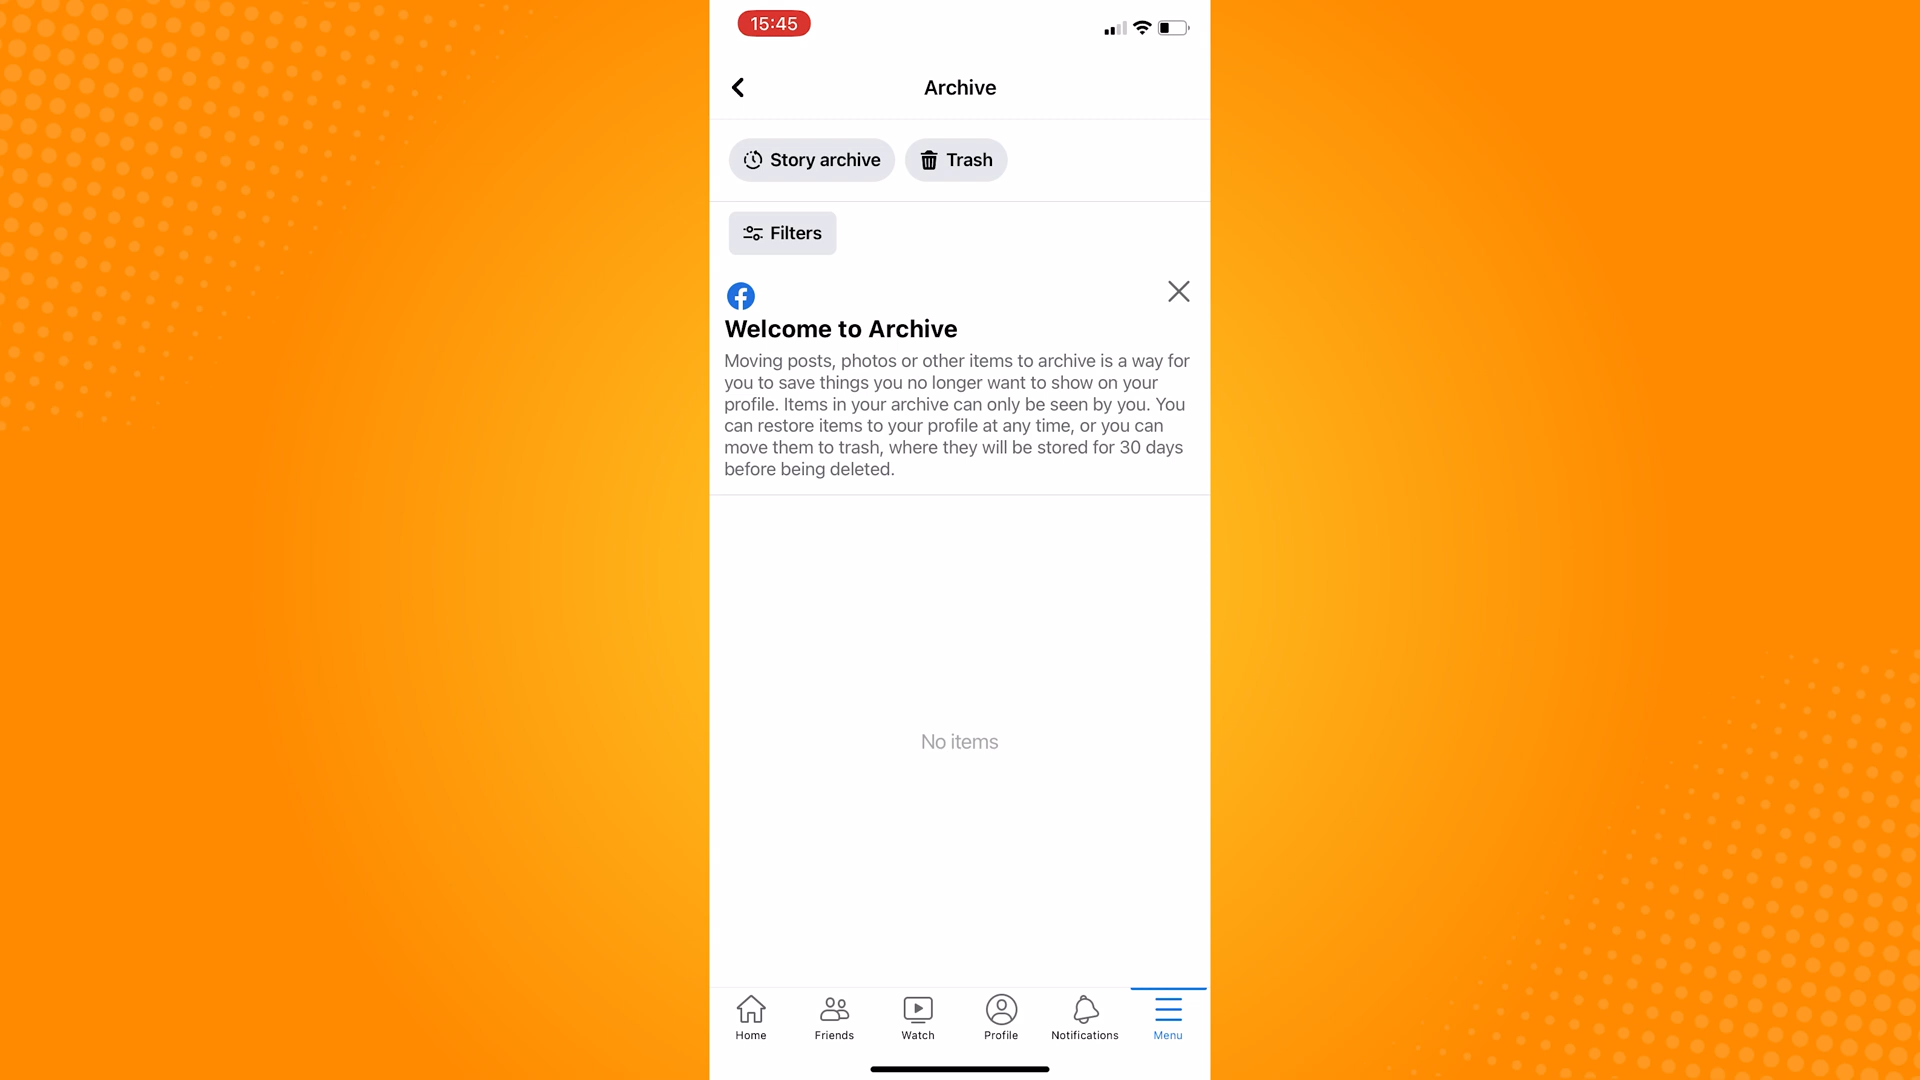 15:45
Archive
Story archive
Trash
Filters
Welcome to Archive
Moving posts, photos or other items to archive is a way for
you to save things you no longer want to show on your
profile. Items in your archive can only be seen by you. You
can restore items to your profile at any time, or you can
move them to trash, where they will be stored for 30 days
before being deleted.
No items
Home
Friends
Watch
Profile
Notifications
Menu